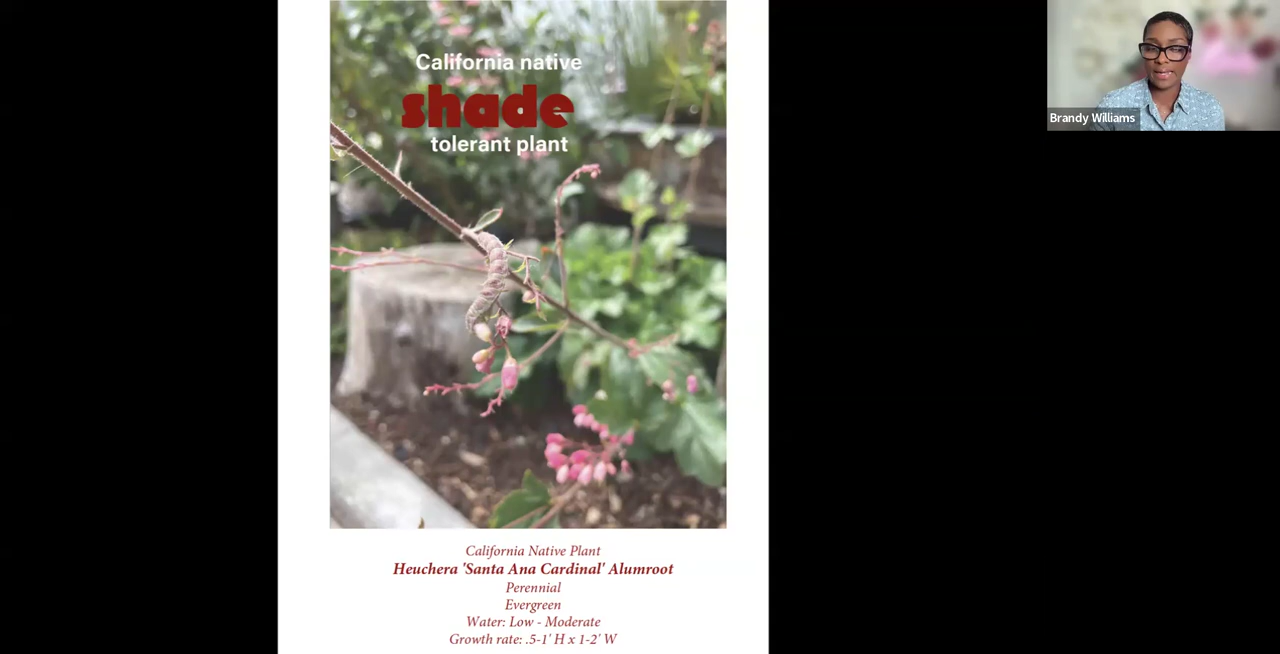 California native
shade
tolerant plant
Brandy Williams
California Native Plant
Heuchera 'Santa Ana Cardinal' Alumroot
Perennial
Evergreen
Water: Low - Moderate
Growth rate: .5-1' H x 1-2' W